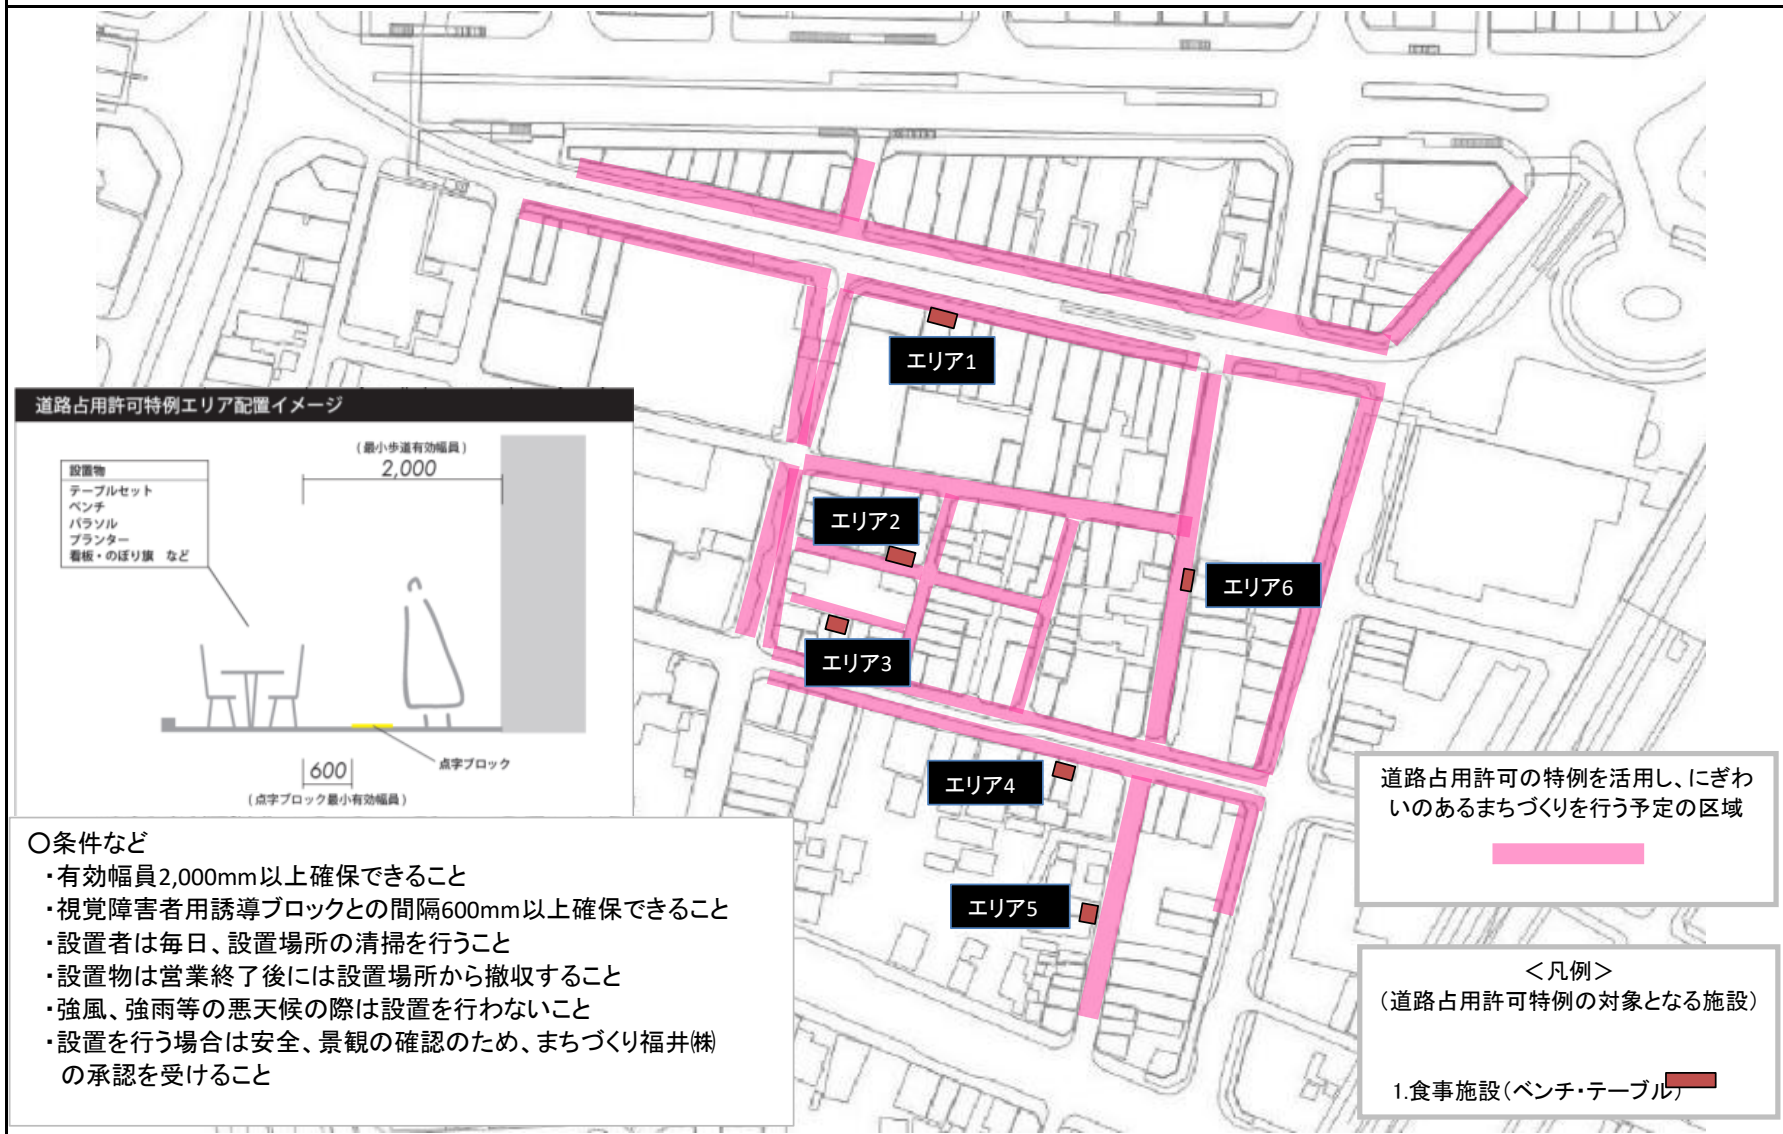 エリア1
道路占用許可特例エリア配置イメージ
(最小歩道有効幅員)
2,000
設置物
テーブルセット
ベンチ
パラソル
プランター
看板・のぼり旗 など
点字ブロック
600
(点字ブロック最小有効幅員)
エリア2
エリア6
エリア3
エリア4
エリア5
〇条件など
・有効幅員2,000mm以上確保できること
・視覚障害者用誘導ブロックとの間隔600mm以上確保できること
・設置者は毎日、設置場所の清掃を行うこと
・設置物は営業終了後には設置場所から撤収すること
・強風、強雨等の悪天候の際は設置を行わないこと
・設置を行う場合は安全、景観の確認のため、まちづくり福井㈱
の承認を受けること
道路占用許可の特例を活用し、にぎわ
いのあるまちづくりを行う予定の区域
＜凡例＞
（道路占用許可特例の対象となる施設）
1.食事施設（ベンチ・テーブル）